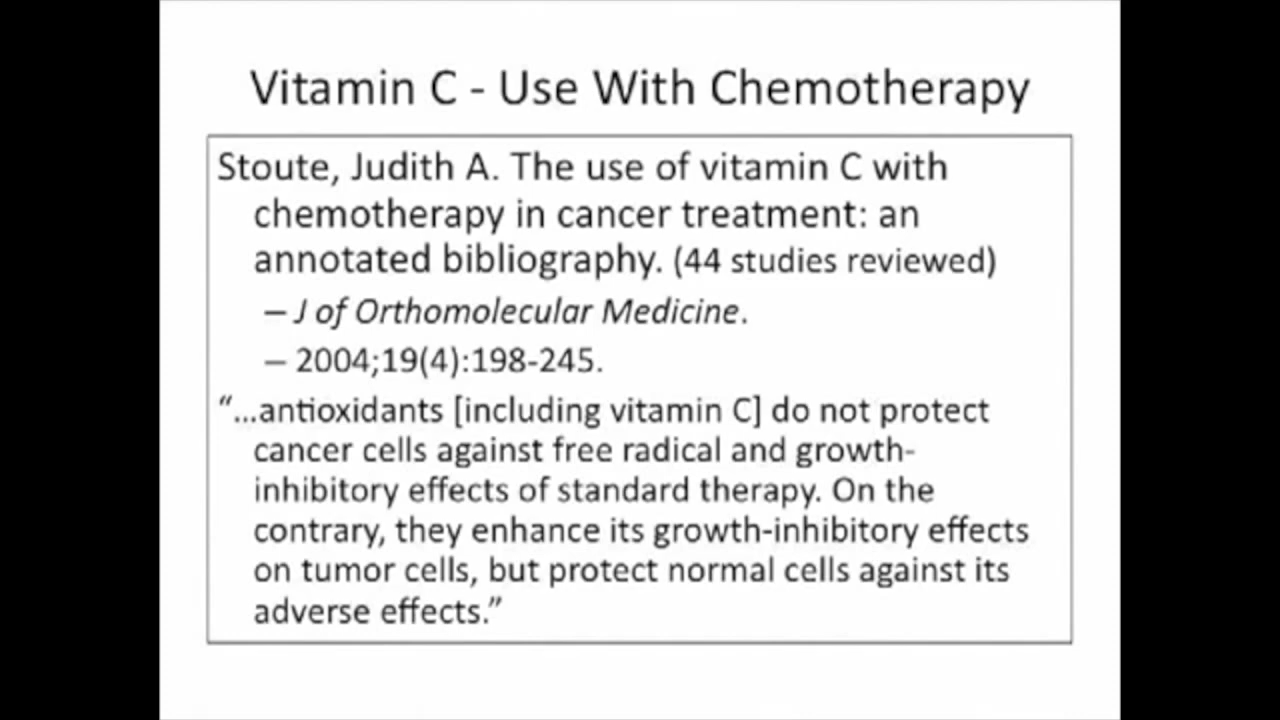 Vitamin C - Use With Chemotherapy
Stoute, Judith A. The use of vitamin C with
chemotherapy in cancer treatment: an
annotated bibliography. (44 studies reviewed)
– J of Orthomolecular Medicine.
– 2004;19(4):198-245.
“…antioxidants [including vitamin C] do not protect
cancer cells against free radical and growth-
inhibitory effects of standard therapy. On the
contrary, they enhance its growth-inhibitory effects
on tumor cells, but protect normal cells against its
adverse effects.”